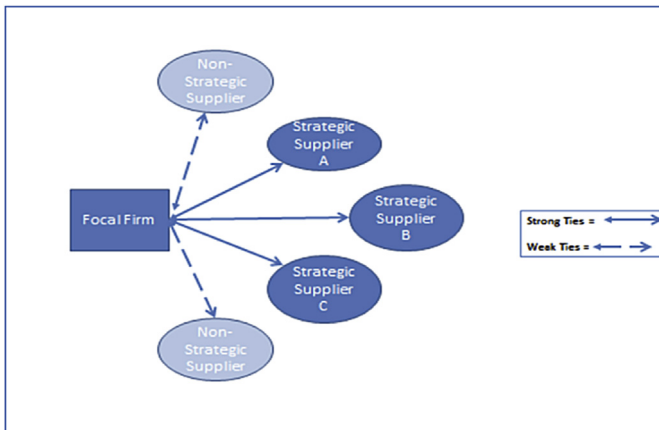 Non-
Strategic
Supplier
Strategic
Supplier
A
Focal Firm
Strategic
Supplier
B
Strategic
Supplier
C
Non-
Strategic
Supplier
Strong Ties =
Weak Ties =